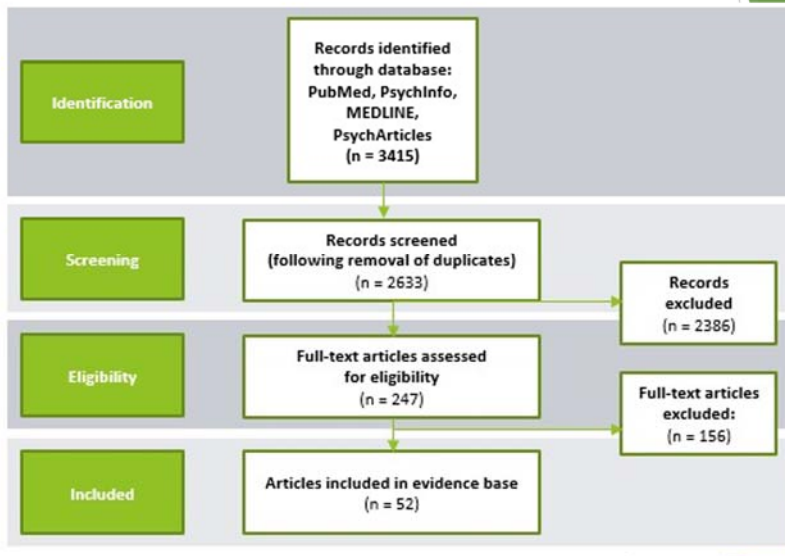 Identification
Records identified
through database:
PubMed, PsychInfo,
MEDLINE,
PsychArticles
(n = 3415)
Screening
Records screened
(following removal of duplicates)
(n = 2633)
Records
excluded
(n = 2386)
Eligibility
Full-text articles assessed
for eligibility
(n = 247)
Full-text articles
excluded:
(n = 156)
Included
Articles included in evidence base
(n = 52)